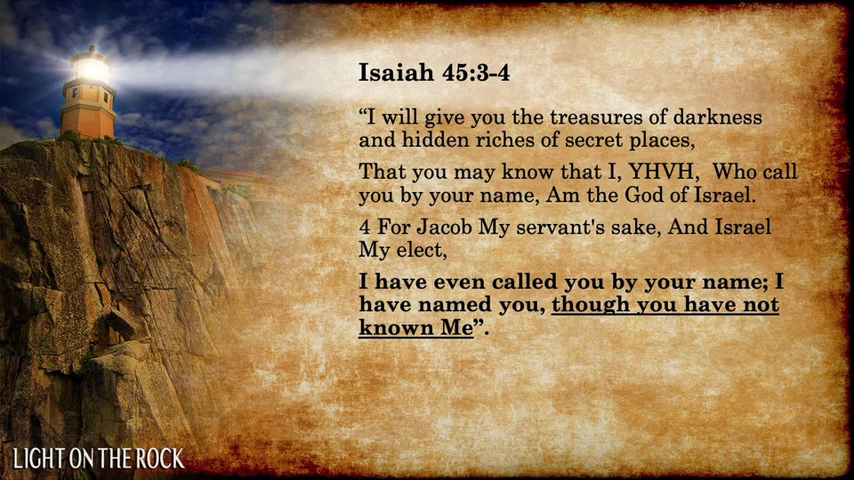 Isaiah 45:3-4
“I will give you the treasures of darkness
and hidden riches of secret places,
That you may know that I, YHVH,  Who call
you by your name, Am the God of Israel.
4 For Jacob My servant's sake, And Israel
My elect,
I have even called you by your name; I
have named you, though you have not
known Me”.
LIGHT ON THE ROCK